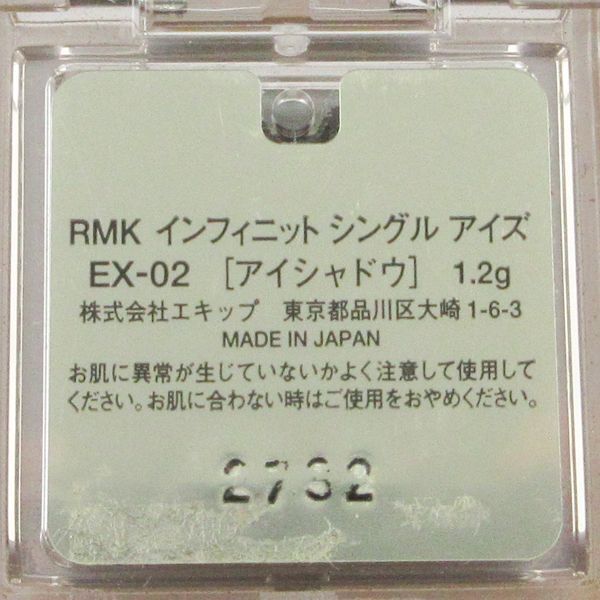 RMK インフィニット シングル アイズ
EX-02 [アイシャドウ] 1.2g
株式会社エキップ 東京都品川区大崎1-6-3
MADE IN JAPAN
お肌に異常が生じていないかよく注意して使用して
ください。お肌に合わない時はご使用をおやめください。
2732